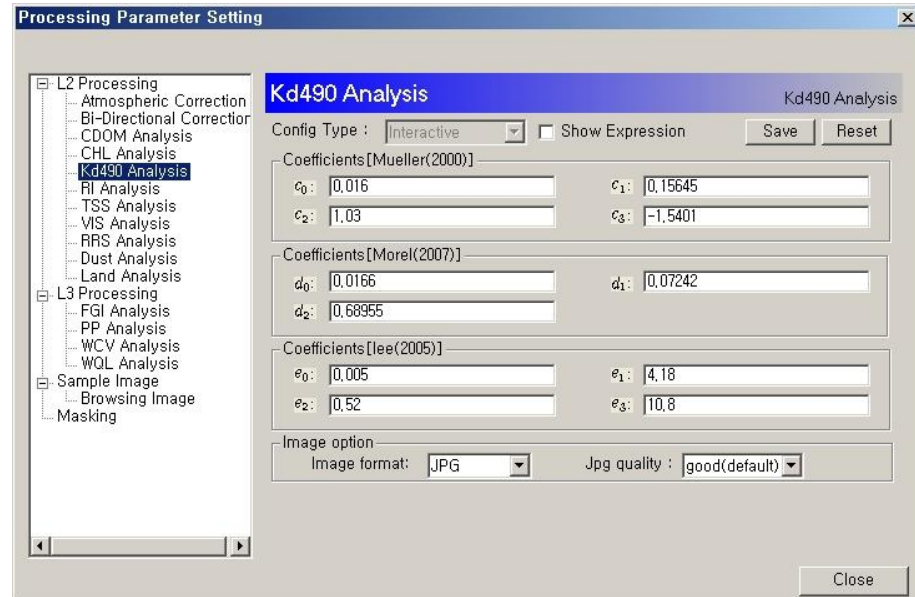 Processing Parameter Setting
L2 Processing
Atmospheric Correction
Bi-Directional Correction
CDOM Analysis
CHL Analysis
Kd490 Analysis
RI Analysis
TSS Analysis
VIS Analysis
RRS Analysis
Dust Analysis
Land Analysis
L3 Processing
FGI Analysis
PP Analysis
WCV Analysis
WQL Analysis
Sample Image
Browsing Image
Masking
Kd490 Analysis
Kd490 Analysis
Config Type : Interactive Show Expression Save Reset
Coefficients[Mueller(2000)]
c0: 0,016 c1: 0,15645
c2: 1,03 c3: -1,5401
Coefficients[Morel(2007)]
d0: 0,0166 d1: 0,07242
d2: 0,68955
Coefficients[lee(2005)]
e0: 0,005 e1: 4,18
e2: 0,52 e3: 10,8
Image option
Image format: JPG Jpg quality : good(default)
Close